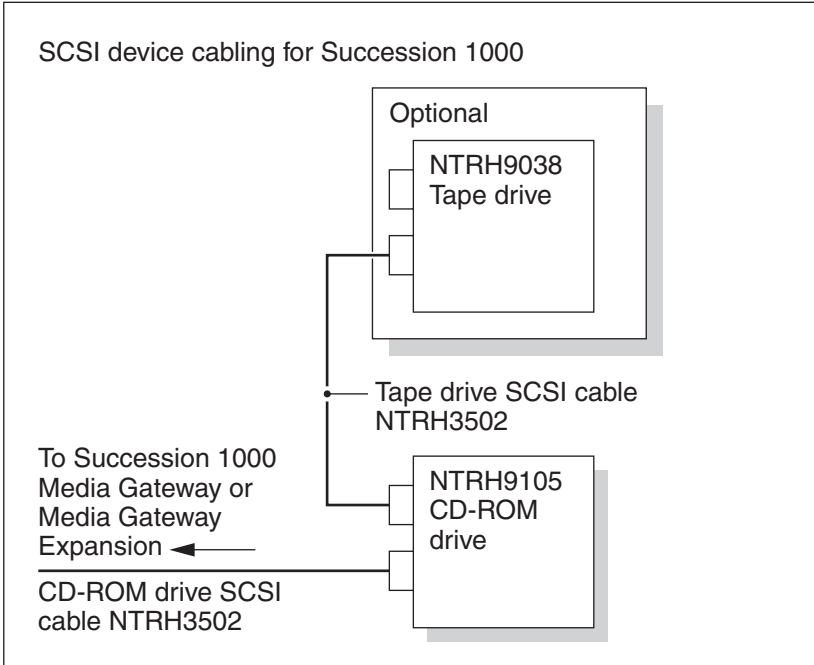 SCSI device cabling for Succession 1000
Optional
NTRH9038
Tape drive
Tape drive SCSI cable
NTRH3502
To Succession 1000
Media Gateway or
Media Gateway
Expansion
NTRH9105
CD-ROM
drive
CD-ROM drive SCSI
cable NTRH3502